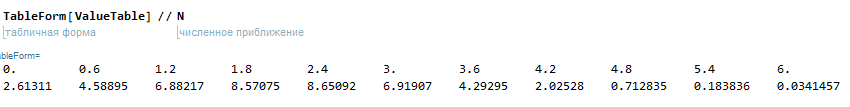 TableForm[ValueTable] // N
табличная форма численное приближение
ableForm=
0. 0.6 1.2 1.8 2.4 3. 3.6 4.2 4.8 5.4 6.
2.61311 4.58895 6.88217 8.57075 8.65092 6.91907 4.29295 2.02528 0.712835 0.183836 0.0341457